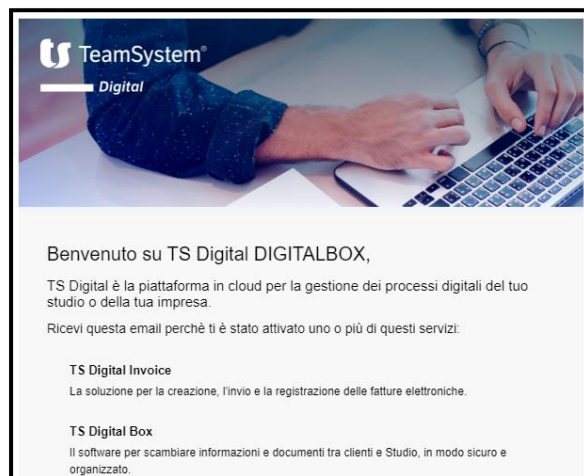 TeamSystem®
Digital
Benvenuto su TS Digital DIGITALBOX,
TS Digital è la piattaforma in cloud per la gestione dei processi digitali del tuo
studio o della tua impresa.
Ricevi questa email perchè ti è stato attivato uno o più di questi servizi:
TS Digital Invoice
La soluzione per la creazione, l'invio e la registrazione delle fatture elettroniche.
TS Digital Box
Il software per scambiare informazioni e documenti tra clienti e Studio, in modo sicuro e
organizzato.